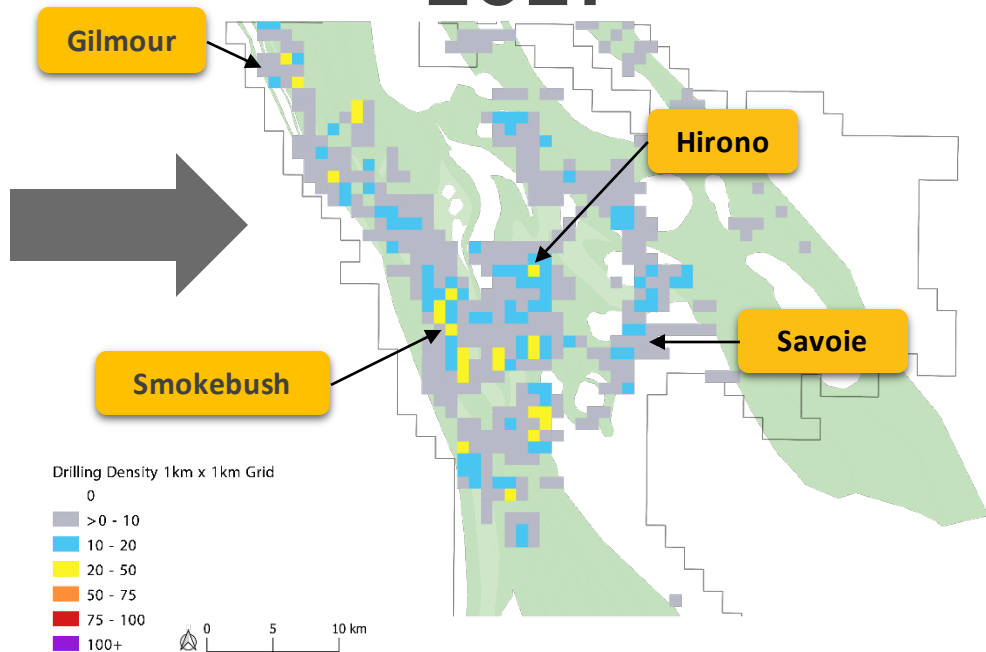 Gilmour
Hirono
Savoie
Smokebush
Drilling Density 1km x 1km Grid
0
>0 - 10
10 - 20
20 - 50
50 - 75
75 - 100
100+
0 5 10 km